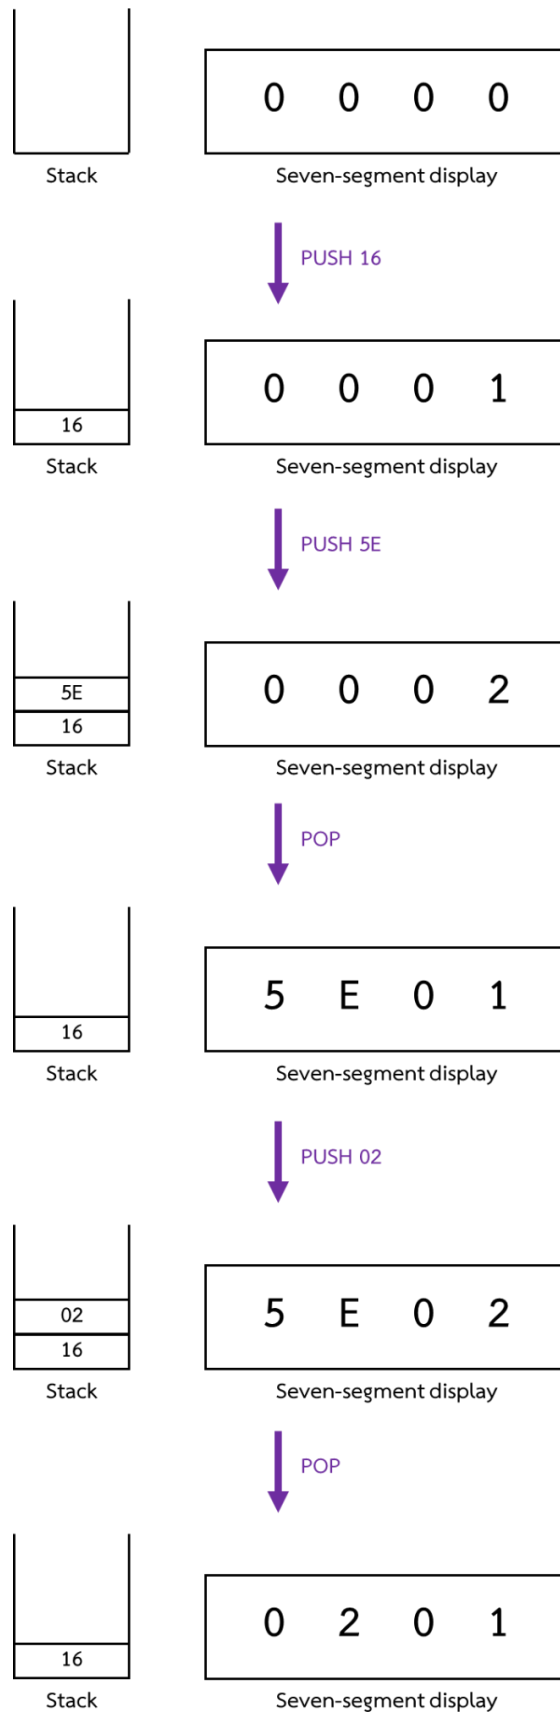 0 0 0 0
Stack Seven-segment display
PUSH 16
0 0 0 1
16
Stack Seven-segment display
PUSH 5E
5E
0 0 0 2
16
Stack Seven-segment display
POP
5 E 0 1
16
Stack Seven-segment display
PUSH 02
02
5 E 0 2
16
Stack Seven-segment display
POP
0 2 0 1
16
Stack Seven-segment display